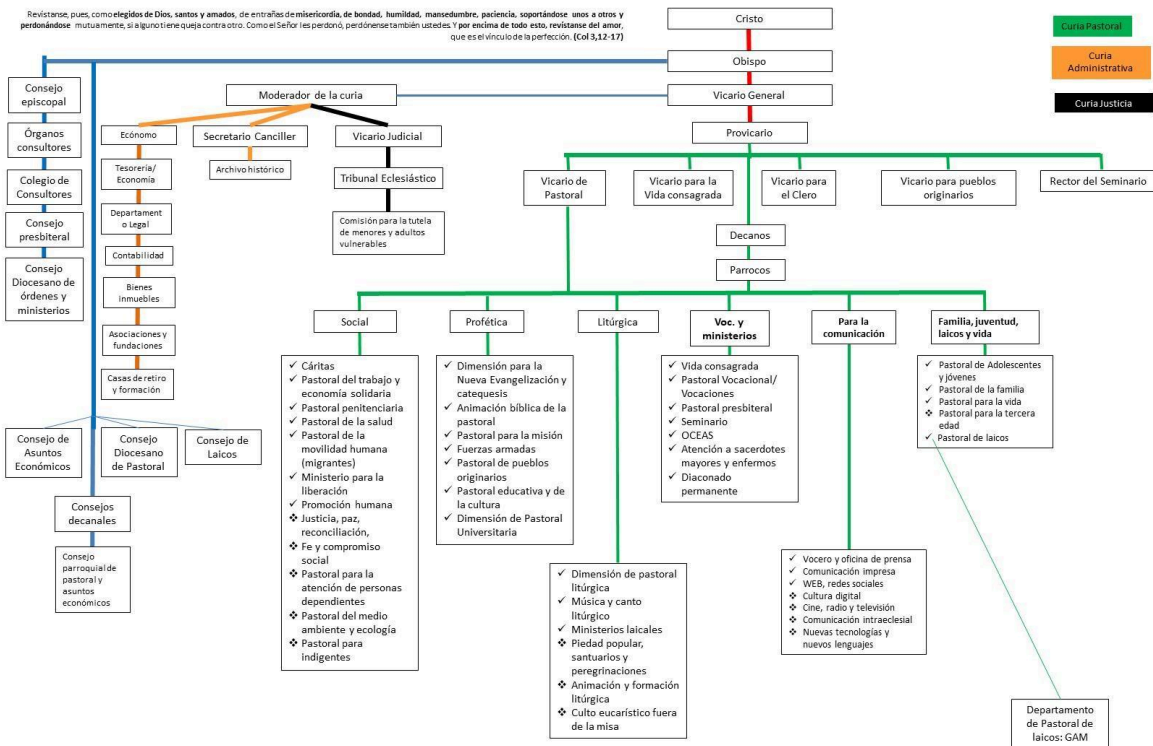 Revístanse, pues, como elegidos de Dios, santos y amados, de entrañas de misericordia, de bondad, humildad, mansedumbre, paciencia, soportándose unos a otros y
perdonándose mutuamente, si alguno tiene queja contra otro. Como el Señor les perdonó, perdónense también ustedes. Y por encima de todo esto, revístanse del amor,
que es el vínculo de la perfección. (Col 3,12-17)
Cristo
Obispo
Vicario General
Provicario
Curia Pastoral
Curia
Administrativa
Curia Justicia
Moderador de la curia
Consejo
episcopal
Órganos
consultores
Colegio de
Consultores
Consejo
presbiteral
Consejo
Diocesano de
órdenes y
ministerios
Ecónomo
Tesorería/
Economía
Departament
o Legal
Contabilidad
Bienes
inmuebles
Asociaciones y
fundaciones
Casas de retiro
y formación
Secretario Canciller
Archivo histórico
Vicario Judicial
Tribunal Eclesiástico
Comisión para la tutela
de menores y adultos
vulnerables
Vicario de
Pastoral
Vicario para la
Vida consagrada
Vicario para
el Clero
Vicario para pueblos
originarios
Rector del Seminario
Decanos
Parrocos
Consejo de
Asuntos
Económicos
Consejo
Diocesano
de Pastoral
Consejo de
Laicos
Consejos
decanales
Consejo
parroquial de
pastoral y
asuntos
económicos
Social
✓ Cáritas
✓ Pastoral del trabajo y
economía solidaria
✓ Pastoral penitenciaria
✓ Pastoral de la salud
✓ Pastoral de la
movilidad humana
(migrantes)
✓ Ministerio para la
liberación
✓ Promoción humana
❖ Justicia, paz,
reconciliación,
❖ Fe y compromiso
social
❖ Pastoral para la
atención de personas
dependientes
❖ Pastoral del medio
ambiente y ecología
❖ Pastoral para
indigentes
Profética
✓ Dimensión para la
Nueva Evangelización y
catequesis
✓ Animación bíblica de la
pastoral
✓ Pastoral para la misión
✓ Fuerzas armadas
✓ Pastoral de pueblos
originarios
✓ Pastoral educativa y de
la cultura
✓ Dimensión de Pastoral
Universitaria
Litúrgica
✓ Dimensión de pastoral
litúrgica
✓ Música y canto
litúrgico
✓ Ministerios laicales
❖ Piedad popular,
santuarios y
peregrinaciones
❖ Animación y formación
litúrgica
❖ Culto eucarístico fuera
de la misa
Voc. y
ministerios
✓ Vida consagrada
✓ Pastoral Vocacional/
Vocaciones
✓ Pastoral presbiteral
✓ Seminario
✓ OCEAS
✓ Atención a sacerdotes
mayores y enfermos
✓ Diaconado
permanente
Para la
comunicación
✓ Vocero y oficina de prensa
✓ Comunicación impresa
✓ WEB, redes sociales
❖ Cultura digital
❖ Cine, radio y televisión
❖ Comunicación intraeclesial
❖ Nuevas tecnologías y
nuevos lenguajes
Familia, juventud,
laicos y vida
✓ Pastoral de Adolescentes
y jóvenes
✓ Pastoral de la familia
✓ Pastoral para la vida
❖ Pastoral para la tercera
edad
✓ Pastoral de laicos
Departamento
de Pastoral de
laicos: GAM